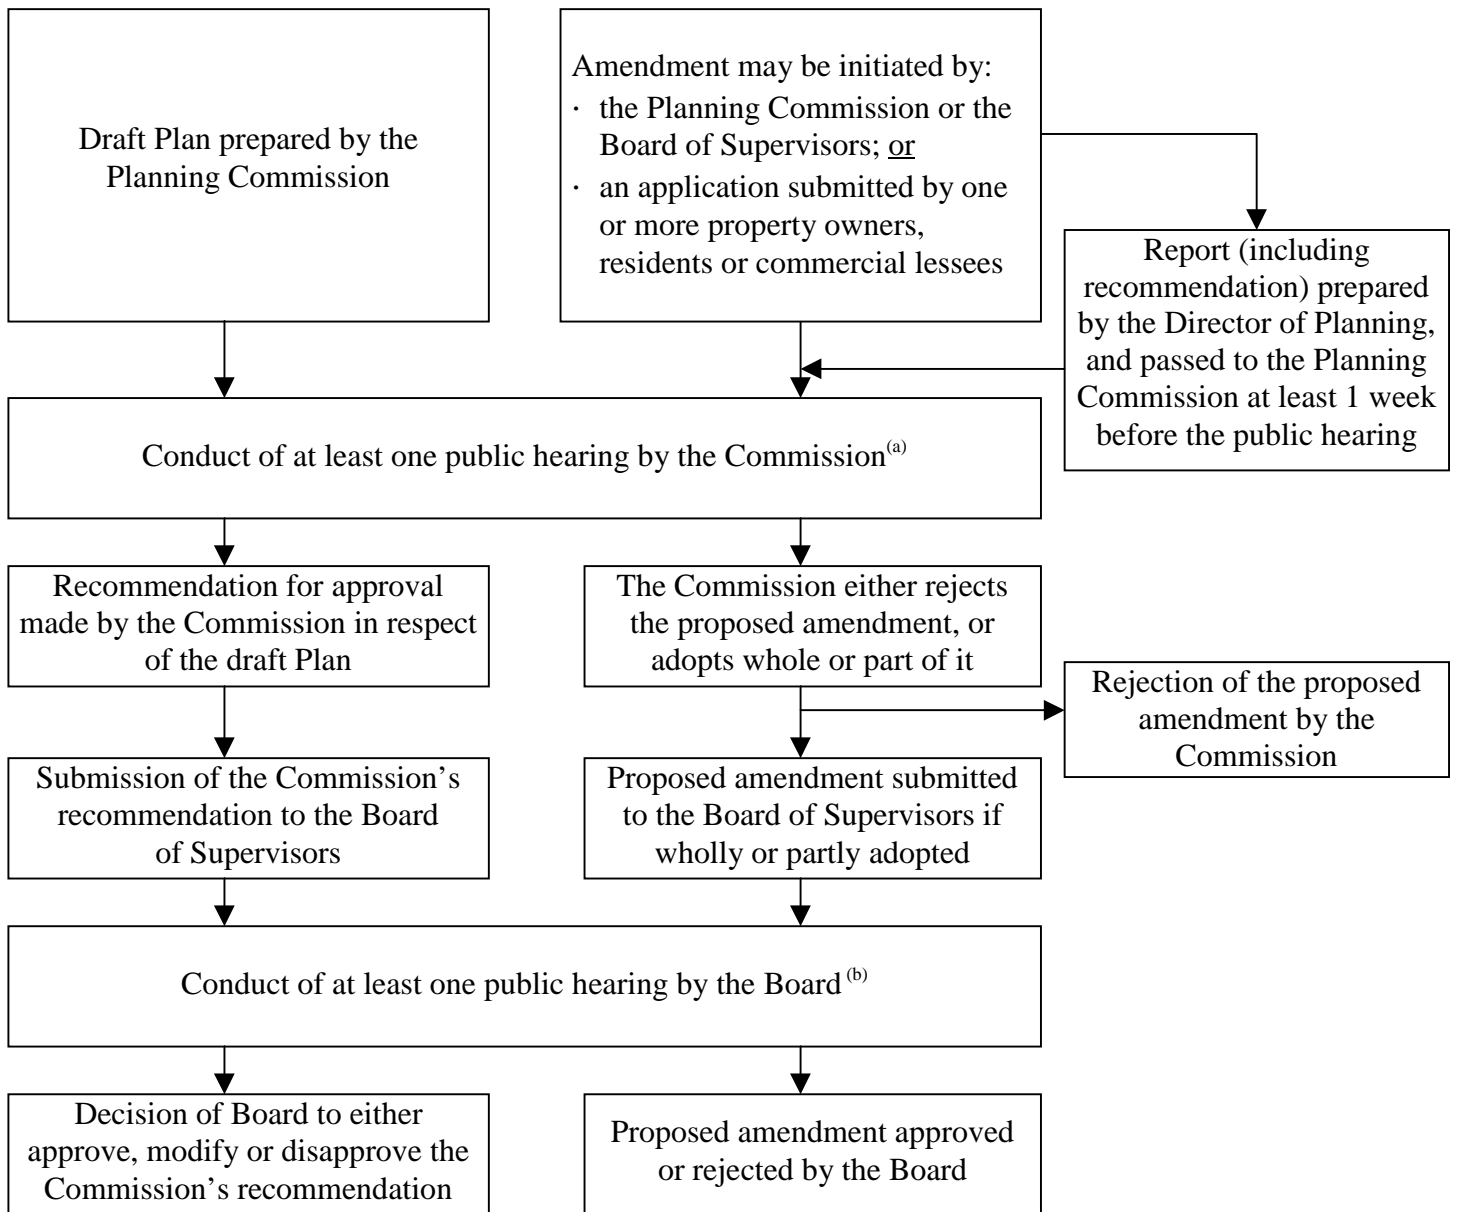 Draft Plan prepared by the
Planning Commission
Amendment may be initiated by:
· the Planning Commission or the
Board of Supervisors; or
· an application submitted by one
or more property owners,
residents or commercial lessees
Report (including
recommendation) prepared
by the Director of Planning,
and passed to the Planning
Commission at least 1 week
before the public hearing
Conduct of at least one public hearing by the Commission(a)
Recommendation for approval
made by the Commission in respect
of the draft Plan
The Commission either rejects
the proposed amendment, or
adopts whole or part of it
Rejection of the proposed
amendment by the
Commission
Submission of the Commission’s
recommendation to the Board
of Supervisors
Proposed amendment submitted
to the Board of Supervisors if
wholly or partly adopted
Conduct of at least one public hearing by the Board (b)
Decision of Board to either
approve, modify or disapprove the
Commission’s recommendation
Proposed amendment approved
or rejected by the Board